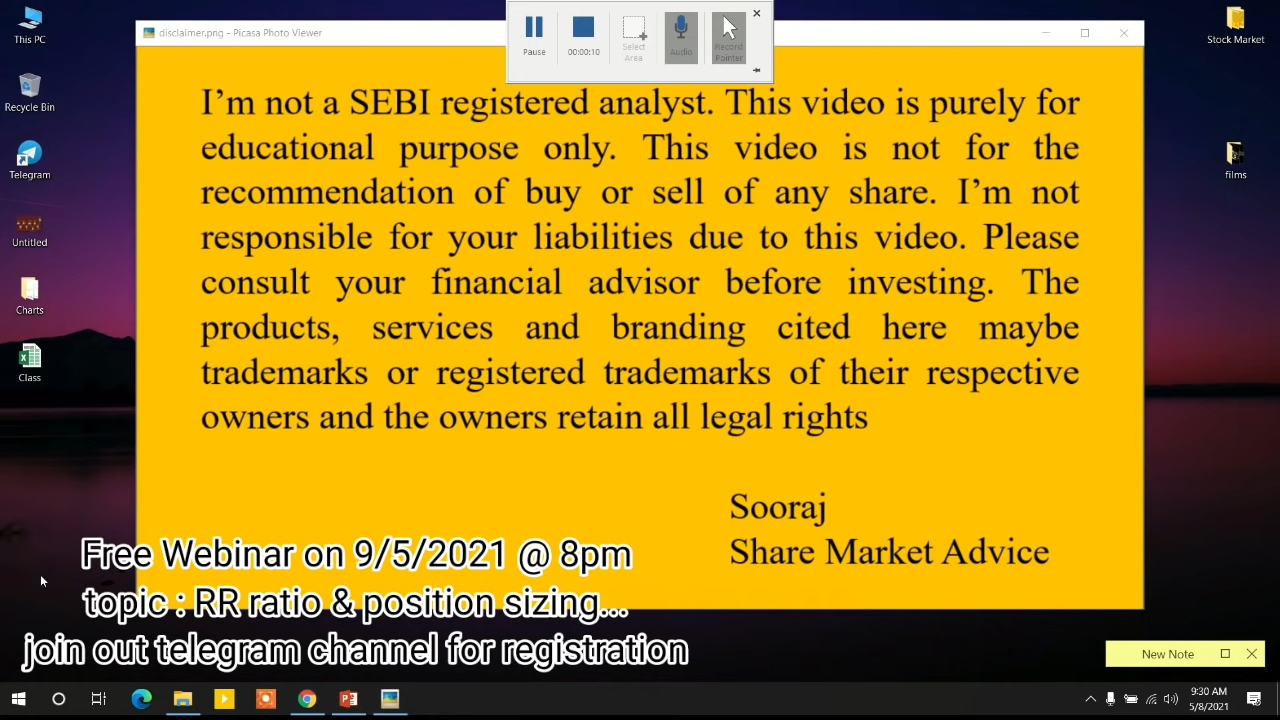 This PC
Recycle Bin
Telegram
Untitled
Charts
Class
disclaimer.png - Picasa Photo Viewer
Pause
00:00:10
Select
Area
Audio
Record
Pointer
Stock Market
films
I'm not a SEBI registered analyst. This video is purely for
educational purpose only. This video is not for the
recommendation of buy or sell of any share. I'm not
responsible for your liabilities due to this video. Please
consult your financial advisor before investing. The
products, services and branding cited here maybe
trademarks or registered trademarks of their respective
owners and the owners retain all legal rights
Sooraj
Share Market Advice
Free Webinar on 9/5/2021 @ 8pm
topic : RR ratio & position sizing...
join out telegram channel for registration
New Note
9:30 AM
5/8/2021